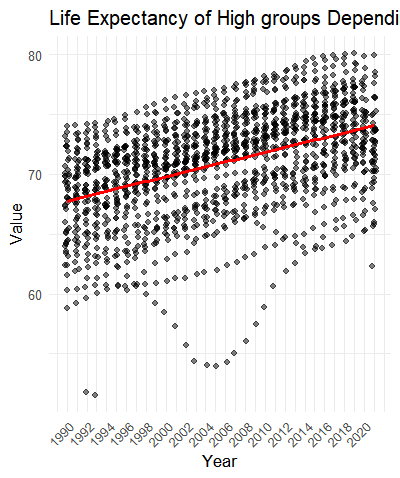 Life Expectancy of High groups Dependi
80
70
60
Value
1990 1992 1994 1996 1998 2000 2002 2004 2006 2008 2010 2012 2014 2016 2018 2020
Year